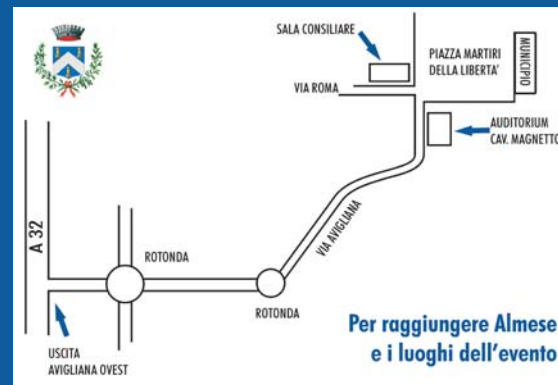 SALA CONSILIARE
PIAZZA MARTIRI
DELLA LIBERTA'
MUNICIPIO
VIA ROMA
AUDITORIUM
CAV. MAGNETTO
A 32
VIA AVIGLIANA
ROTONDA
ROTONDA
USCITA
AVIGLIANA OVEST
Per raggiungere Almese
e i luoghi dell'evento